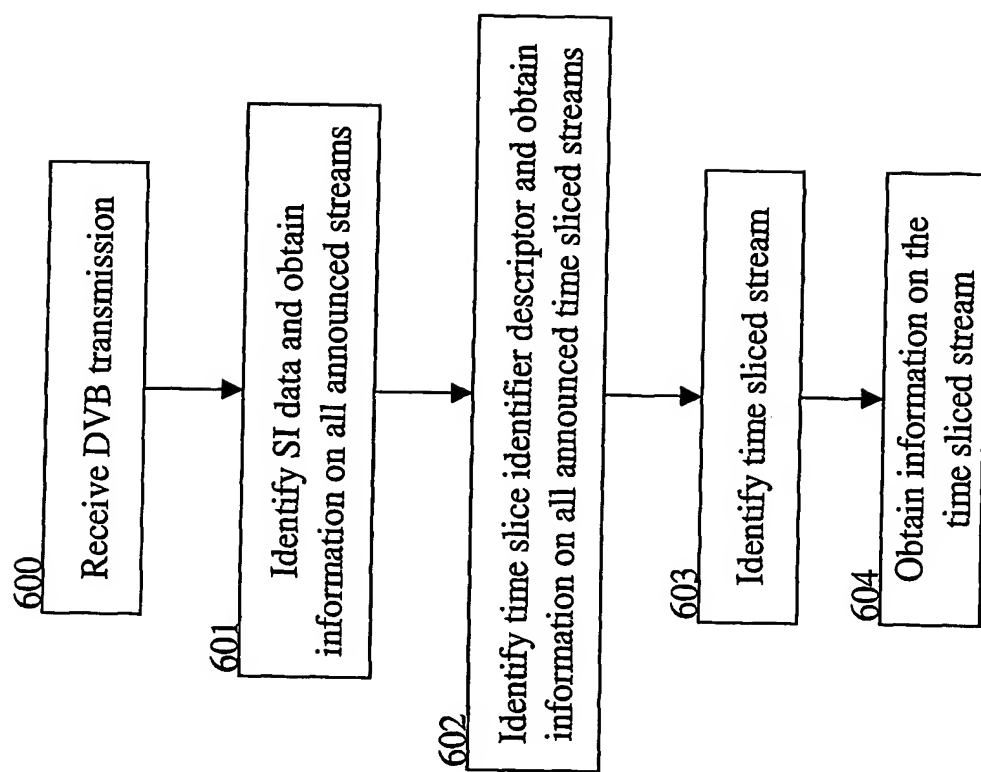 600
Receive DVB transmission
601
Identify SI data and obtain
information on all announced streams
602
Identify time slice identifier descriptor and obtain
information on all announced time sliced streams
603
Identify time sliced stream
604
Obtain information on the
time sliced stream